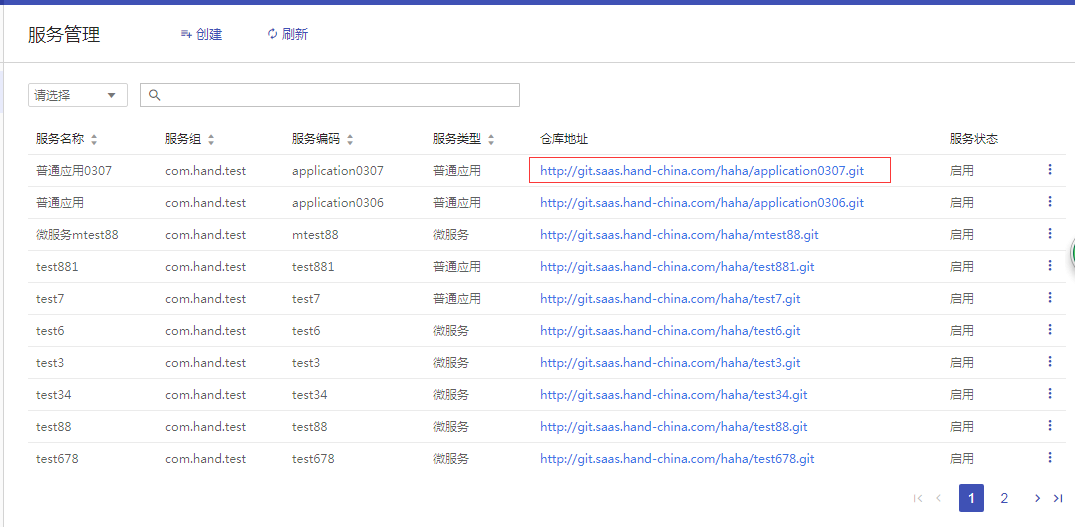 服务管理 创建 刷新
请选择
服务名称 服务组 服务编码 服务类型 仓库地址 服务状态
普通应用0307 com.hand.test application0307 普通应用 http://git.saas.hand-china.com/haha/application0307.git 启用
普通应用 com.hand.test application0306 普通应用 http://git.saas.hand-china.com/haha/application0306.git 启用
微服务mtest88 com.hand.test mtest88 微服务 http://git.saas.hand-china.com/haha/mtest88.git 启用
test881 com.hand.test test881 普通应用 http://git.saas.hand-china.com/haha/test881.git 启用
test7 com.hand.test test7 普通应用 http://git.saas.hand-china.com/haha/test7.git 启用
test6 com.hand.test test6 微服务 http://git.saas.hand-china.com/haha/test6.git 启用
test3 com.hand.test test3 微服务 http://git.saas.hand-china.com/haha/test3.git 启用
test34 com.hand.test test34 微服务 http://git.saas.hand-china.com/haha/test34.git 启用
test88 com.hand.test test88 微服务 http://git.saas.hand-china.com/haha/test88.git 启用
test678 com.hand.test test678 微服务 http://git.saas.hand-china.com/haha/test678.git 启用
1 2